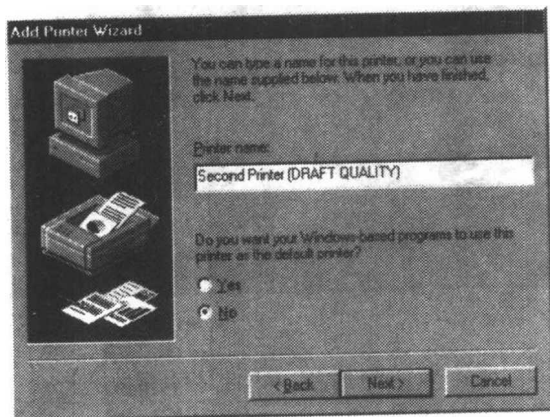 Add Printer Wizard
You can type a name for this printer, or you can use
the name supplied below. When you have finished,
click Next.
Printer name:
Second Printer (DRAFT QUALITY)
Do you want your Windows-based programs to use this
printer as the default printer?
Yes
No
< Back
Next >
Cancel